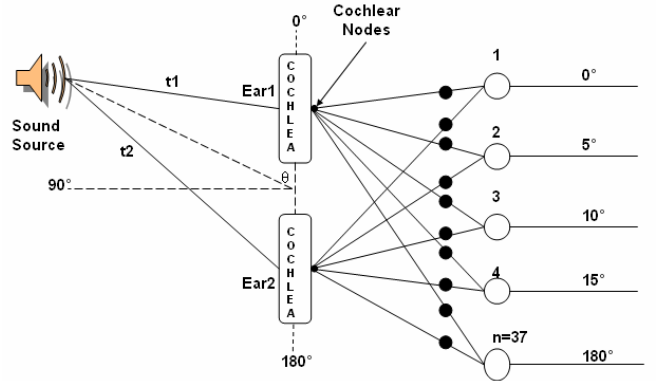 Cochlear
Nodes
0°
t1
Ear1
COCHLEA
Sound
Source
t2
θ
90°
COCHLEA
Ear2
180°
1
0°
2
5°
3
10°
4
15°
n=37
180°